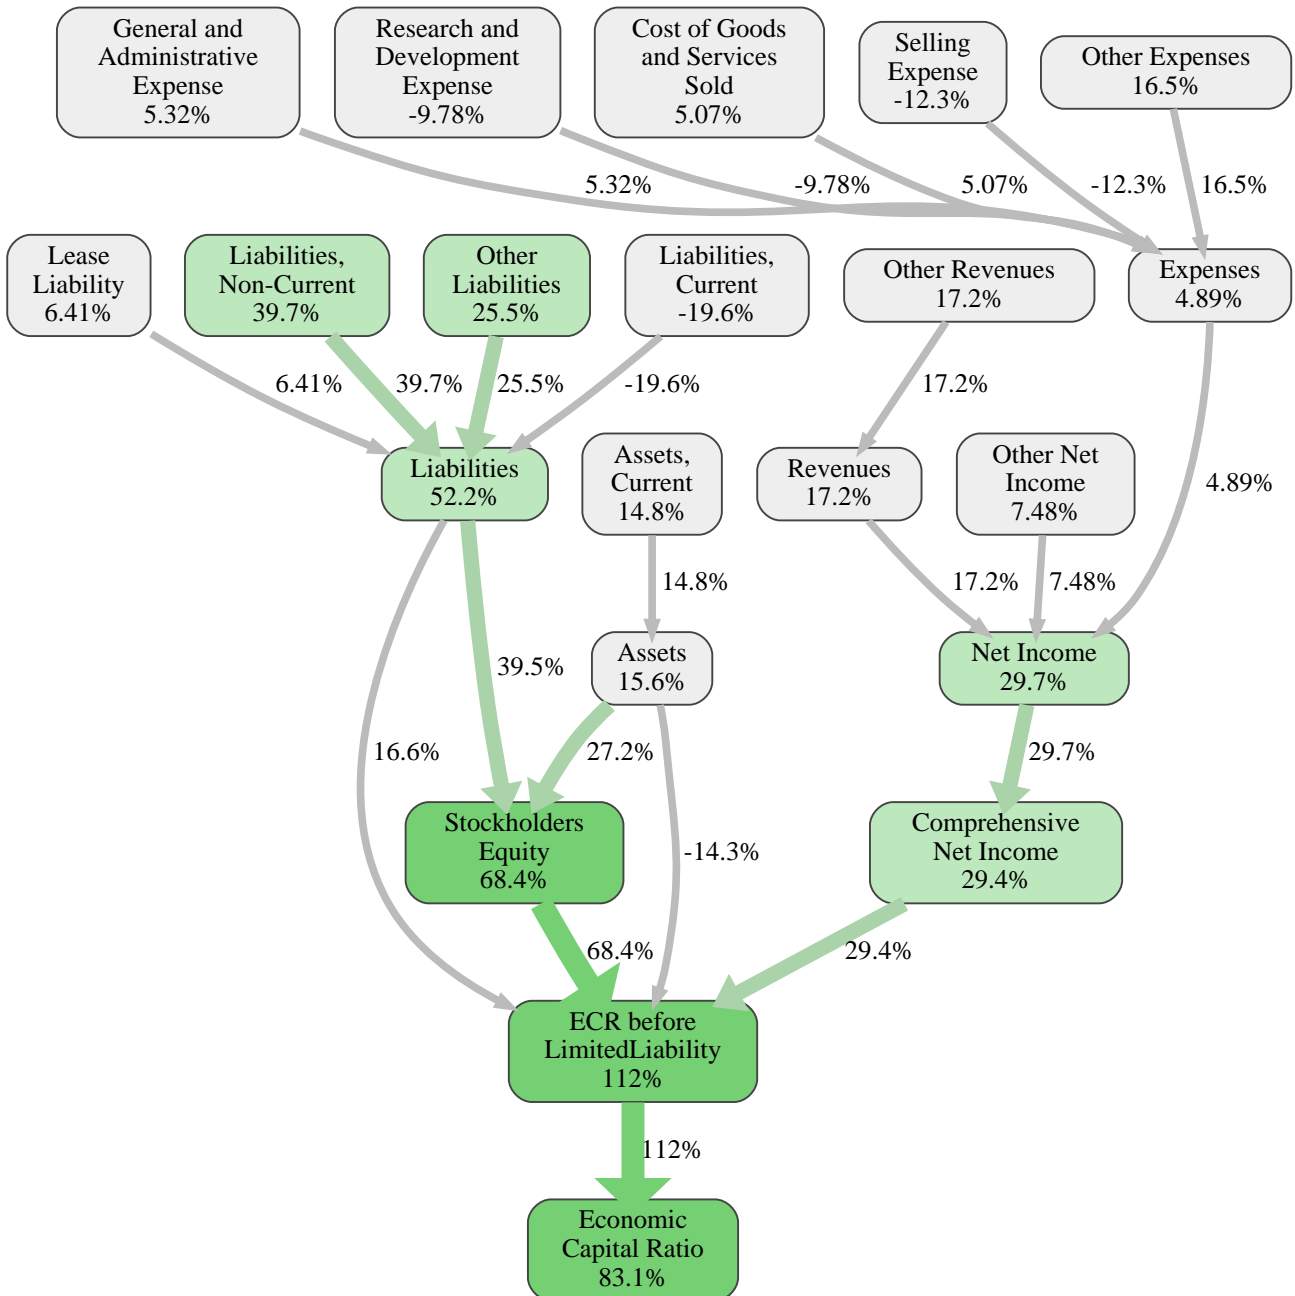 General and
Administrative
Expense
5.32%
Research and
Development
Expense
-9.78%
Cost of Goods
and Services
Sold
5.07%
Selling
Expense
-12.3%
Other Expenses
16.5%
5.32%
-9.78%
5.07%
-12.3%
16.5%
Lease
Liability
6.41%
Liabilities,
Non-Current
39.7%
Other
Liabilities
25.5%
Liabilities,
Current
-19.6%
Other Revenues
17.2%
Expenses
4.89%
6.41%
39.7%
25.5%
-19.6%
17.2%
Liabilities
52.2%
Assets,
Current
14.8%
Revenues
17.2%
Other Net
Income
7.48%
4.89%
14.8%
17.2%
7.48%
39.5%
Assets
15.6%
Net Income
29.7%
16.6%
27.2%
29.7%
Stockholders
Equity
68.4%
-14.3%
Comprehensive
Net Income
29.4%
68.4%
29.4%
ECR before
LimitedLiability
112%
112%
Economic
Capital Ratio
83.1%